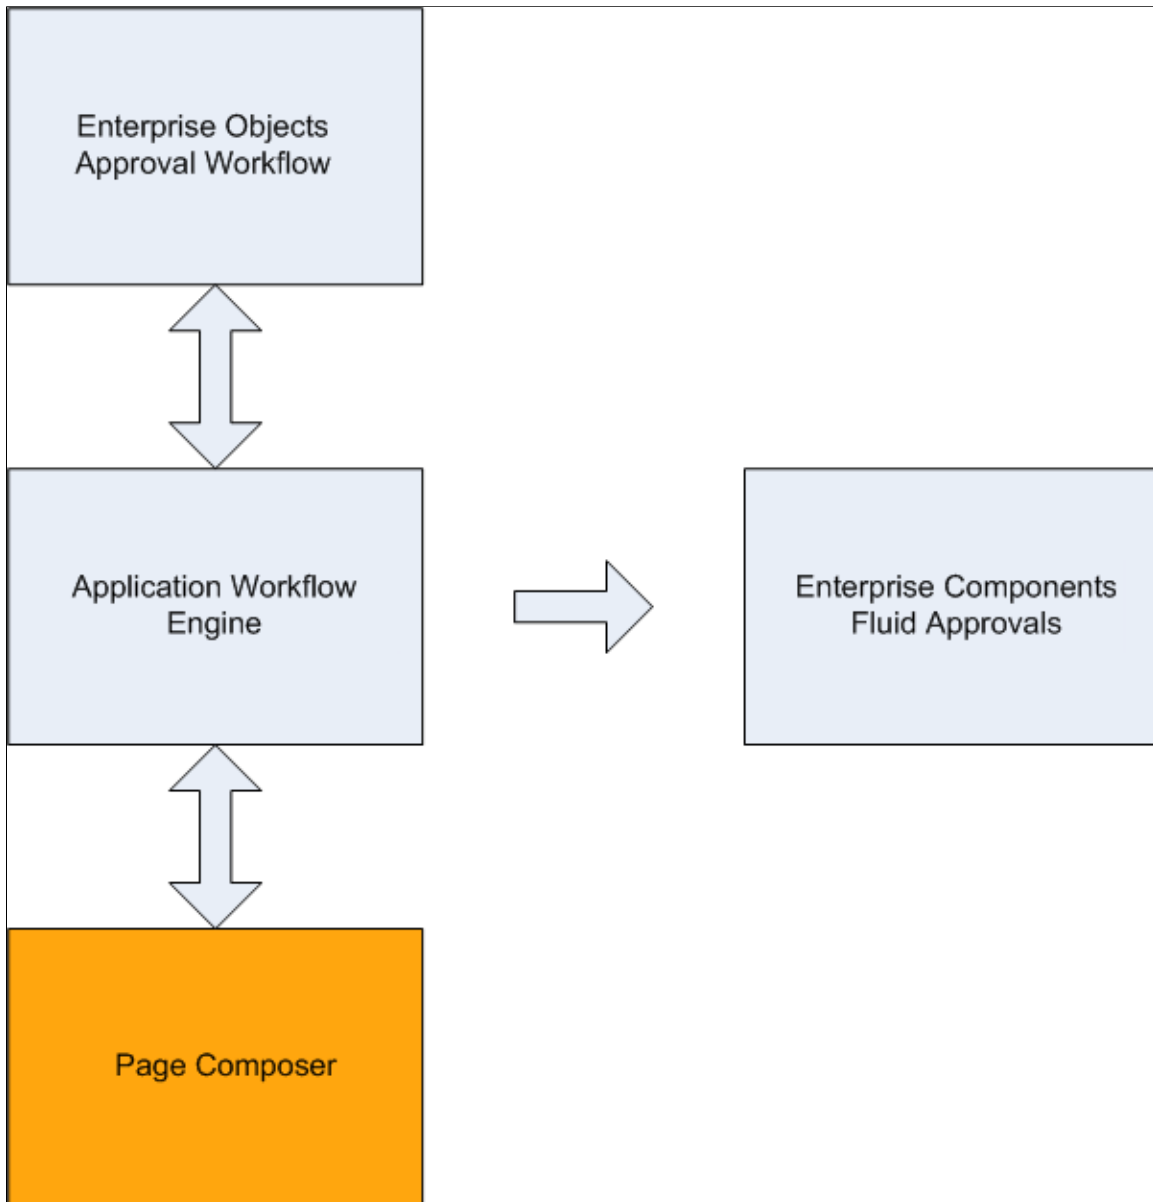 Enterprise Objects
Approval Workflow
Application Workflow
Engine
Enterprise Components
Fluid Approvals
Page Composer